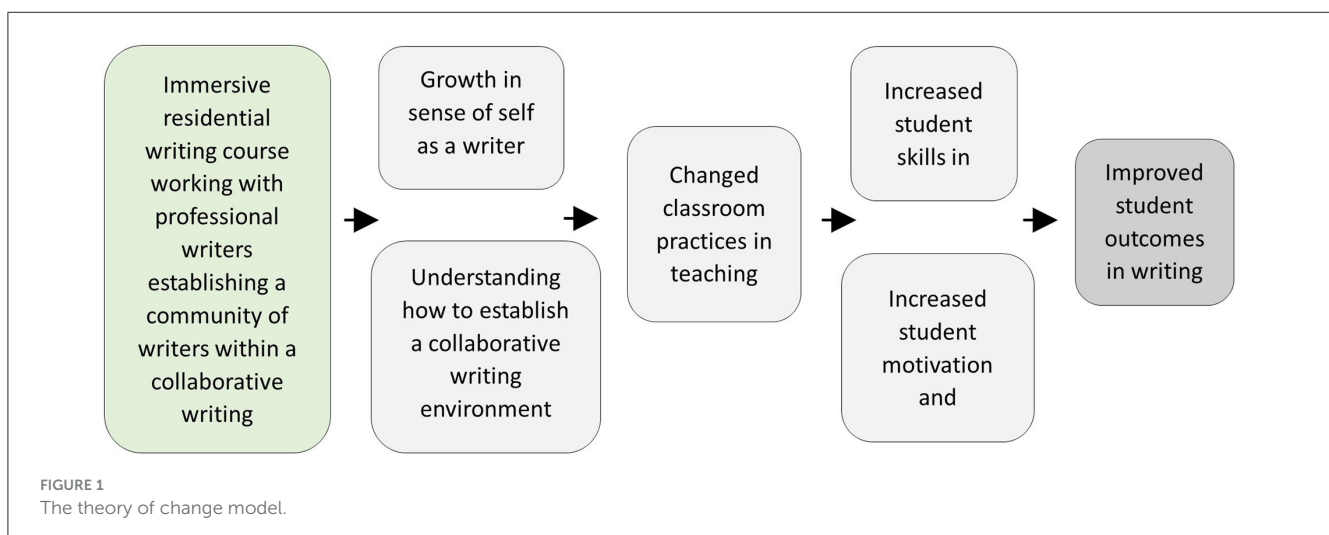 Immersive
residential
writing course
working with
professional
writers
establishing a
community of
writers within a
collaborative
writing
Growth in
sense of self
as a writer
Understanding
how to establish
a collaborative
writing
environment
Changed
classroom
practices in
teaching
Increased
student
skills in
Increased
student
motivation
and
Improved
student
outcomes
in writing
FIGURE 1
The theory of change model.